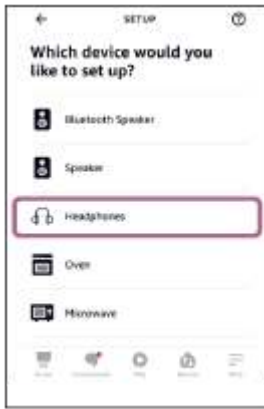 SETUP
Which device would you
like to set up?
Bluetooth Speaker
Speaker
Headphones
Oven
Microwave